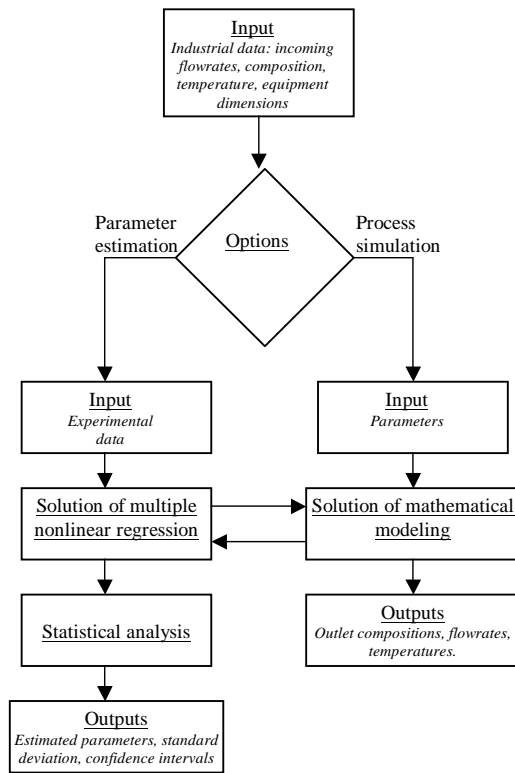 Input
Industrial data: incoming
flowrates, composition,
temperature, equipment
dimensions
Parameter
estimation
Options
Process
simulation
Input
Experimental
data
Input
Parameters
Solution of multiple
nonlinear regression
Solution of mathematical
modeling
Statistical analysis
Outputs
Outlet compositions, flowrates,
temperatures.
Outputs
Estimated parameters, standard
deviation, confidence intervals